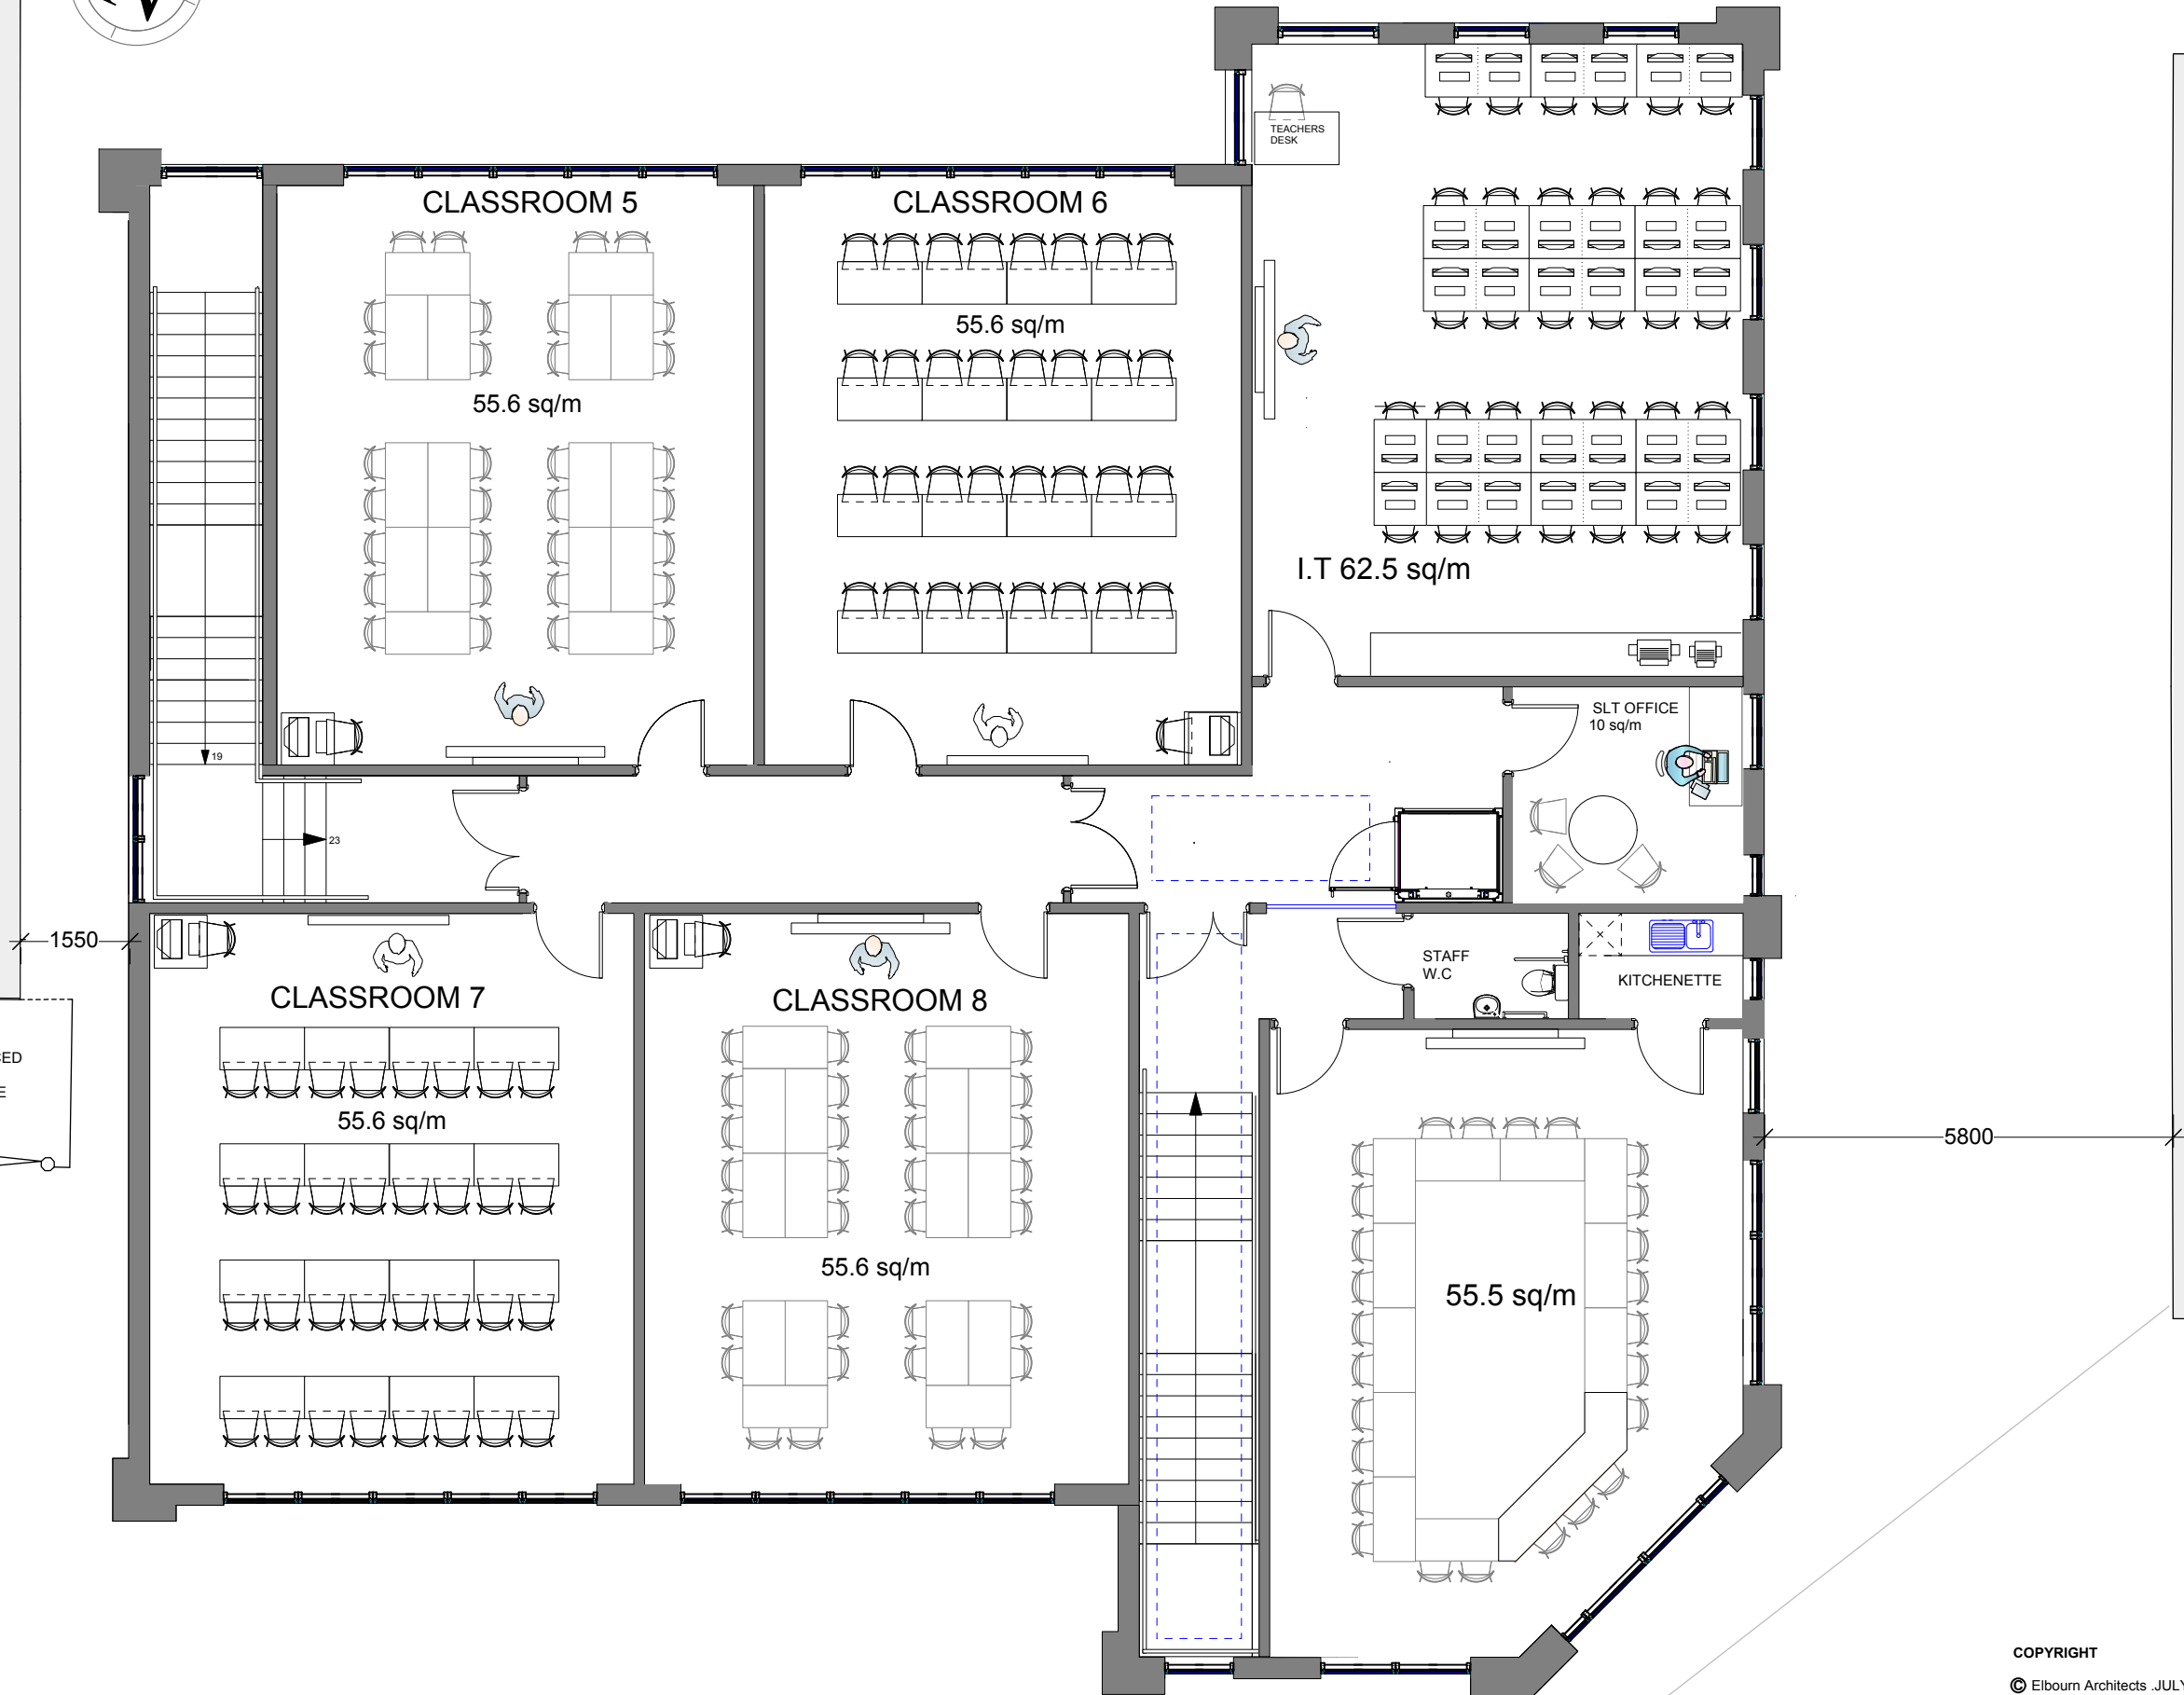 TEACHERS
DESK
CLASSROOM 5
CLASSROOM 6
55.6 sq/m
55.6 sq/m
I.T 62.5 sq/m
SLT OFFICE
10 sq/m
19
23
1550
STAFF
W.C
KITCHENETTE
CLASSROOM 7
CLASSROOM 8
55.6 sq/m
5800
55.6 sq/m
55.5 sq/m
COPYRIGHT
© Elbourn Architects .JUL